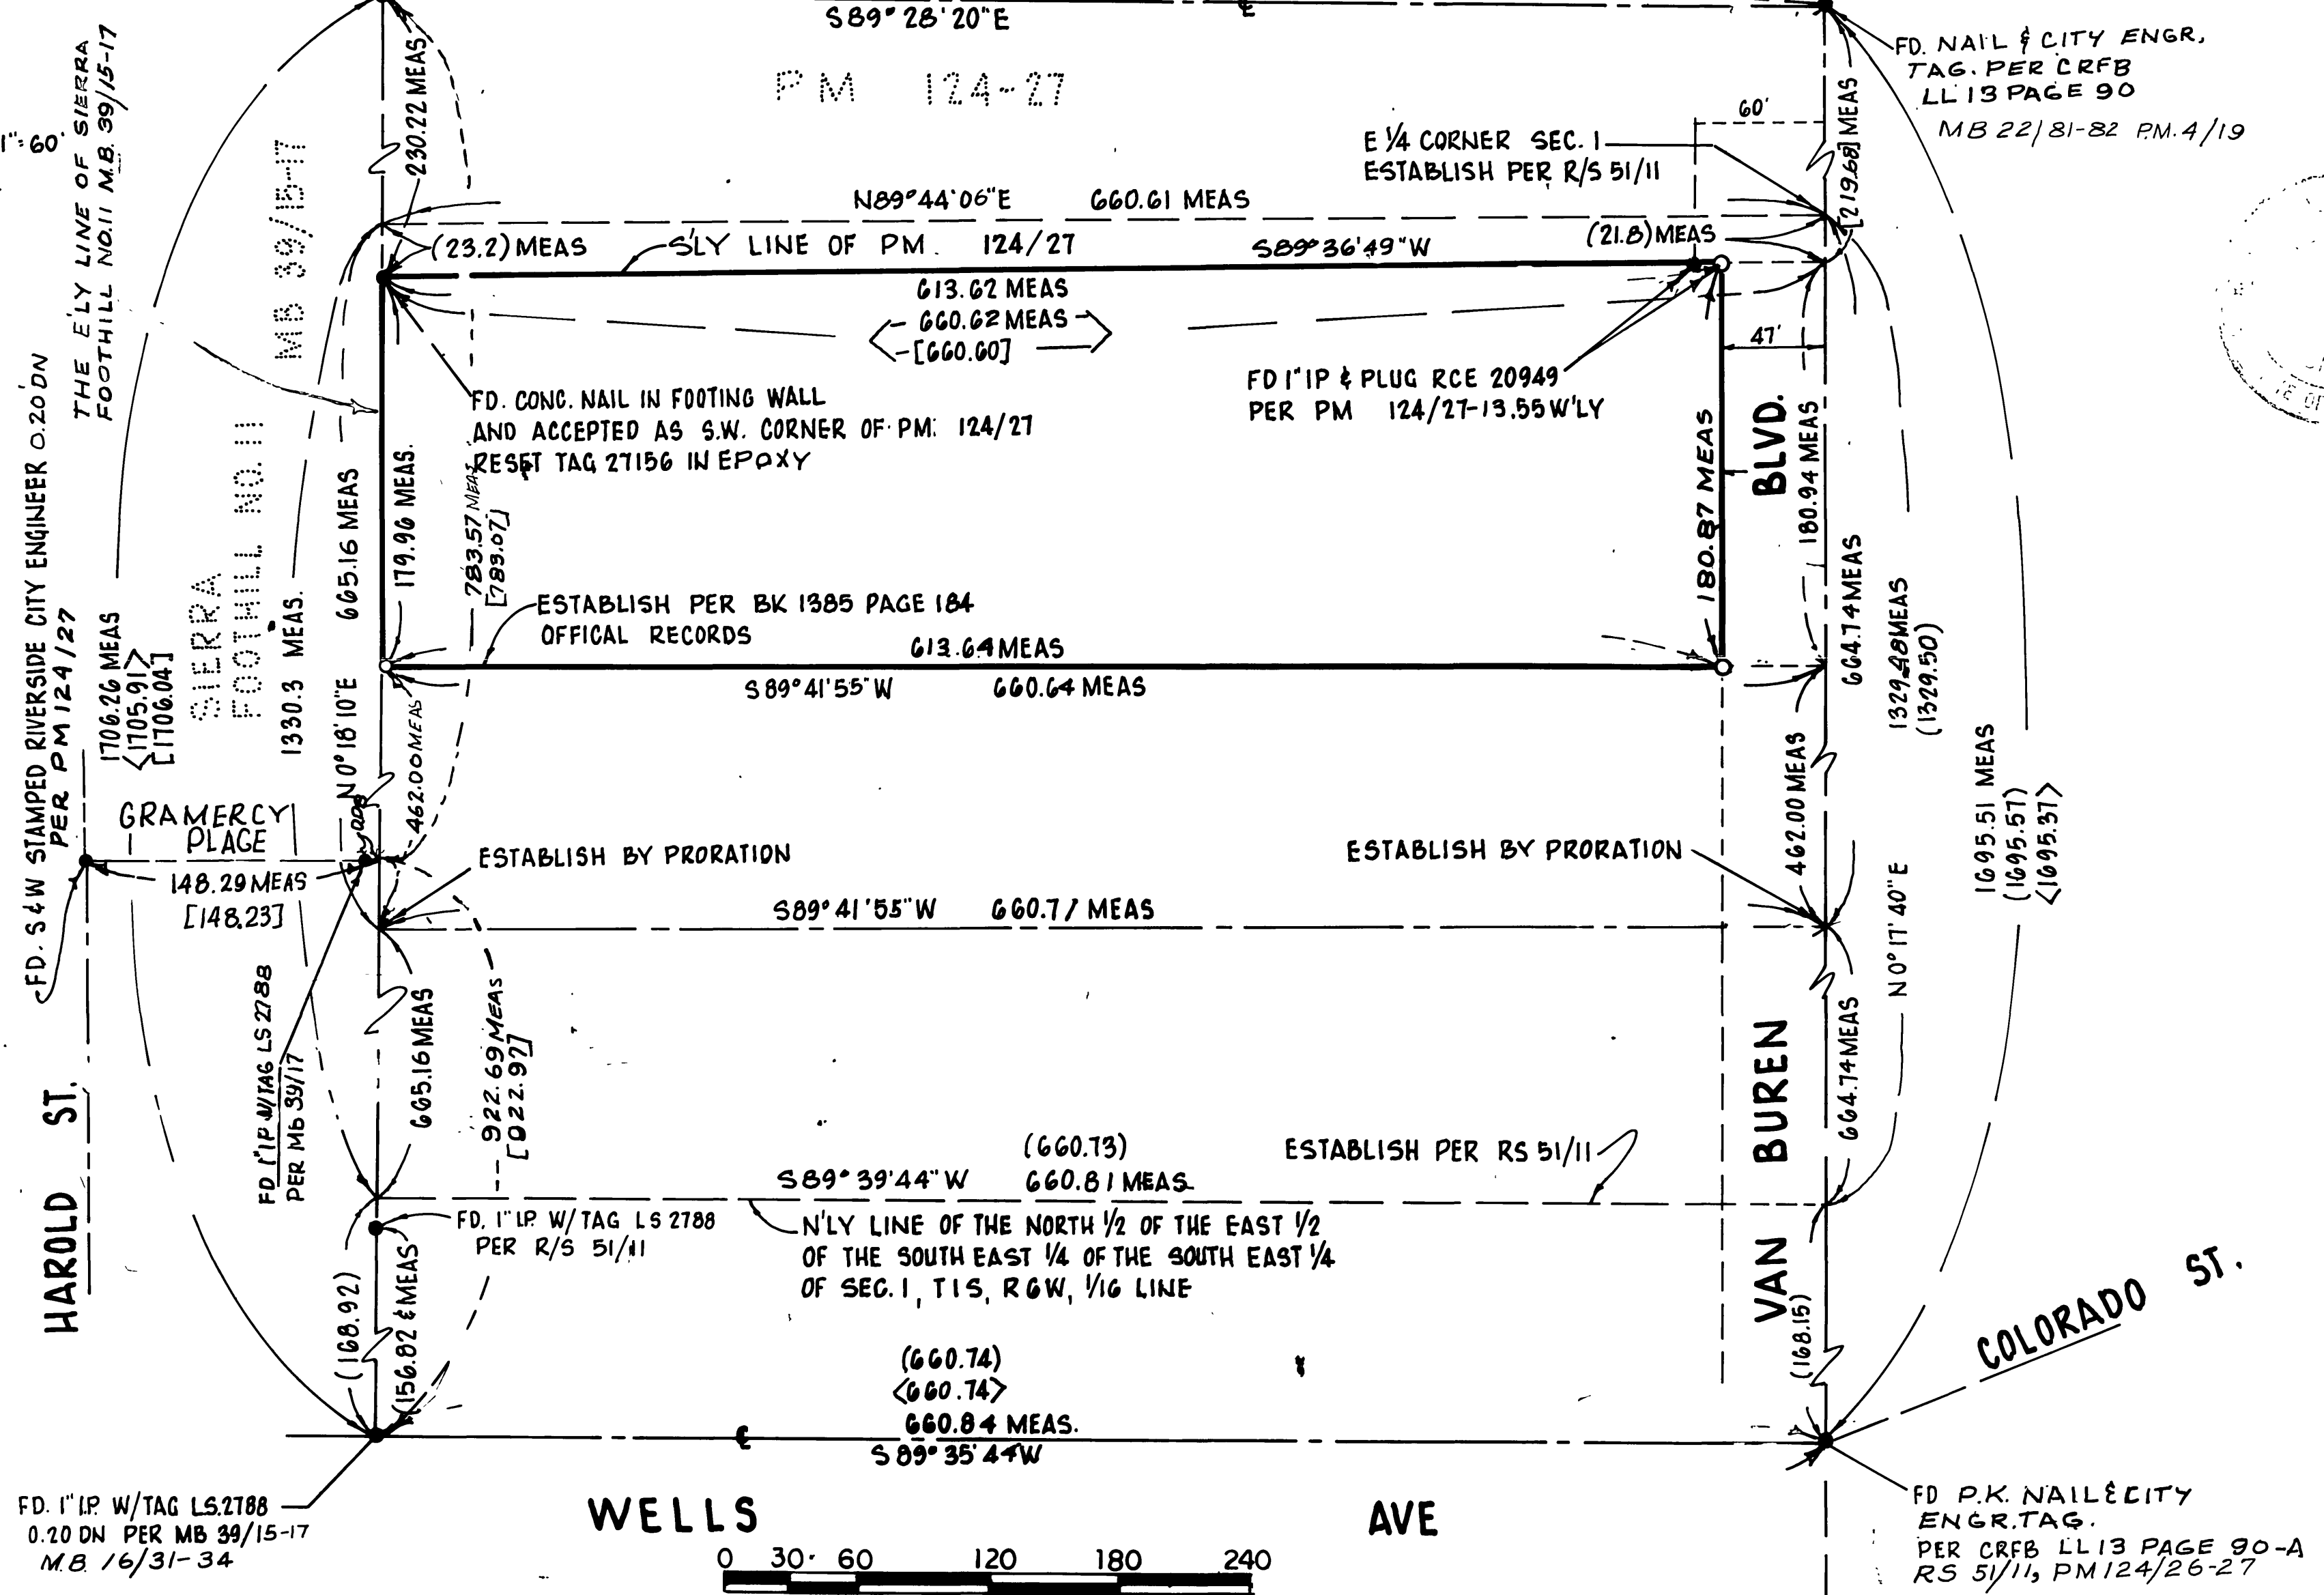 S89°28'20"E
℄
PM 124-27
1"=60'
THE E'LY LINE OF SIERRA
FOOTHILL NO.11 M.B. 39/15-17
MB 39/15-17
230.22 MEAS
FD. NAIL & CITY ENGR,
TAG. PER CRFB
LL 13 PAGE 90
MB 22/81-82 P.M. 4/19
60'
[219.68] MEAS
E 1/4 CORNER SEC. 1
ESTABLISH PER R/S 51/11
N89°44'06"E 660.61 MEAS
(23.2) MEAS
S'LY LINE OF PM. 124/27
S89°36'49"W
(21.8) MEAS
613.62 MEAS
660.62 MEAS
[660.60]
47'
FD. CONC. NAIL IN FOOTING WALL
AND ACCEPTED AS S.W. CORNER OF PM. 124/27
RESET TAG 27156 IN EPOXY
FD 1" IP & PLUG RCE 20949
PER PM 124/27-13.55 W'LY
FD. S & W STAMPED RIVERSIDE CITY ENGINEER 0.20' DN
PER PM 124/27
1706.26 MEAS
<1705.91>
[1706.04]
SIERRA
FOOTHILL NO. 11
1330.3 MEAS.
665.16 MEAS
N 0°18'10"E
179.96 MEAS.
783.57 MEAS
[783.07]
180.87 MEAS
BLVD.
180.94 MEAS
664.74 MEAS
1329.48 MEAS
(1329.50)
ESTABLISH PER BK 1385 PAGE 184
OFFICAL RECORDS
613.64 MEAS
S89°41'55"W 660.64 MEAS
462.00 MEAS
462.00 MEAS
1695.51 MEAS
(1695.57)
<1695.37>
GRAMERCY
PLACE
148.29 MEAS
[148.23]
ESTABLISH BY PRORATION
ESTABLISH BY PRORATION
N 0°17'40"E
S89°41'55"W 660.71 MEAS
FD 1" IP W/TAG LS 2788
PER MB 39/17
665.16 MEAS
922.69 MEAS
[022.97]
664.74 MEAS
HAROLD ST.
VAN BUREN
(660.73)
S89°39'44"W 660.81 MEAS
ESTABLISH PER RS 51/11
FD. 1" I.P. W/ TAG LS 2788
PER R/S 51/11
N'LY LINE OF THE NORTH 1/2 OF THE EAST 1/2
OF THE SOUTH EAST 1/4 OF THE SOUTH EAST 1/4
OF SEC. 1, T1S, R6W, 1/16 LINE
(168.92)
(156.82 & MEAS
(168.15)
COLORADO ST.
(660.74)
<660.74>
660.84 MEAS.
℄
S89°35'44"W
FD. 1" I.P. W/TAG LS.2788
0.20 DN PER MB 39/15-17
M.B. 16/31-34
WELLS AVE
FD P.K. NAIL & CITY
ENGR. TAG.
PER CRFB LL 13 PAGE 90-A
RS 51/11, PM 124/26-27
0 30 60 120 180 240